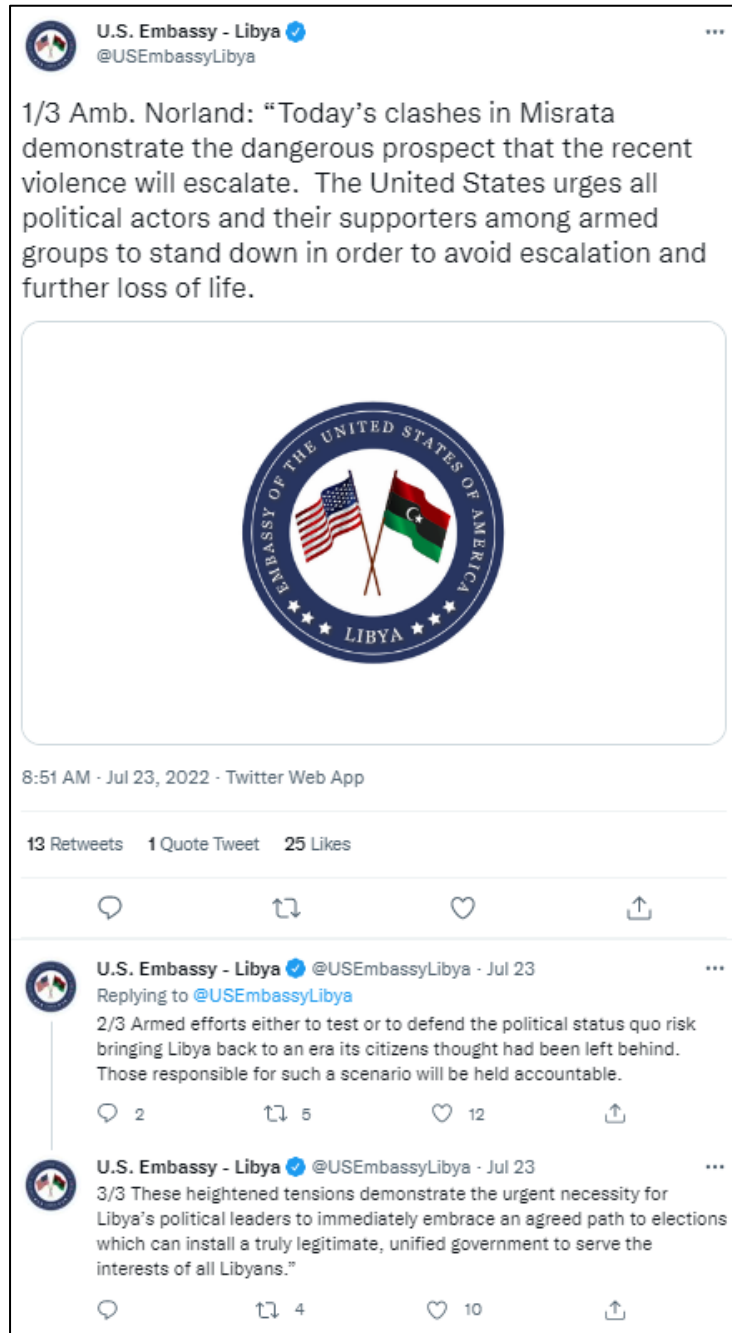 U.S. Embassy - Libya
@USEmbassyLibya
1/3 Amb. Norland: “Today’s clashes in Misrata
demonstrate the dangerous prospect that the recent
violence will escalate.  The United States urges all
political actors and their supporters among armed
groups to stand down in order to avoid escalation and
further loss of life.
EMBASSY OF THE UNITED STATES OF AMERICA
LIBYA
8:51 AM · Jul 23, 2022 · Twitter Web App
13 Retweets 1 Quote Tweet 25 Likes
U.S. Embassy - Libya @USEmbassyLibya · Jul 23
Replying to @USEmbassyLibya
2/3 Armed efforts either to test or to defend the political status quo risk
bringing Libya back to an era its citizens thought had been left behind.
Those responsible for such a scenario will be held accountable.
2 5 12
U.S. Embassy - Libya @USEmbassyLibya · Jul 23
3/3 These heightened tensions demonstrate the urgent necessity for
Libya’s political leaders to immediately embrace an agreed path to elections
which can install a truly legitimate, unified government to serve the
interests of all Libyans.”
4 10